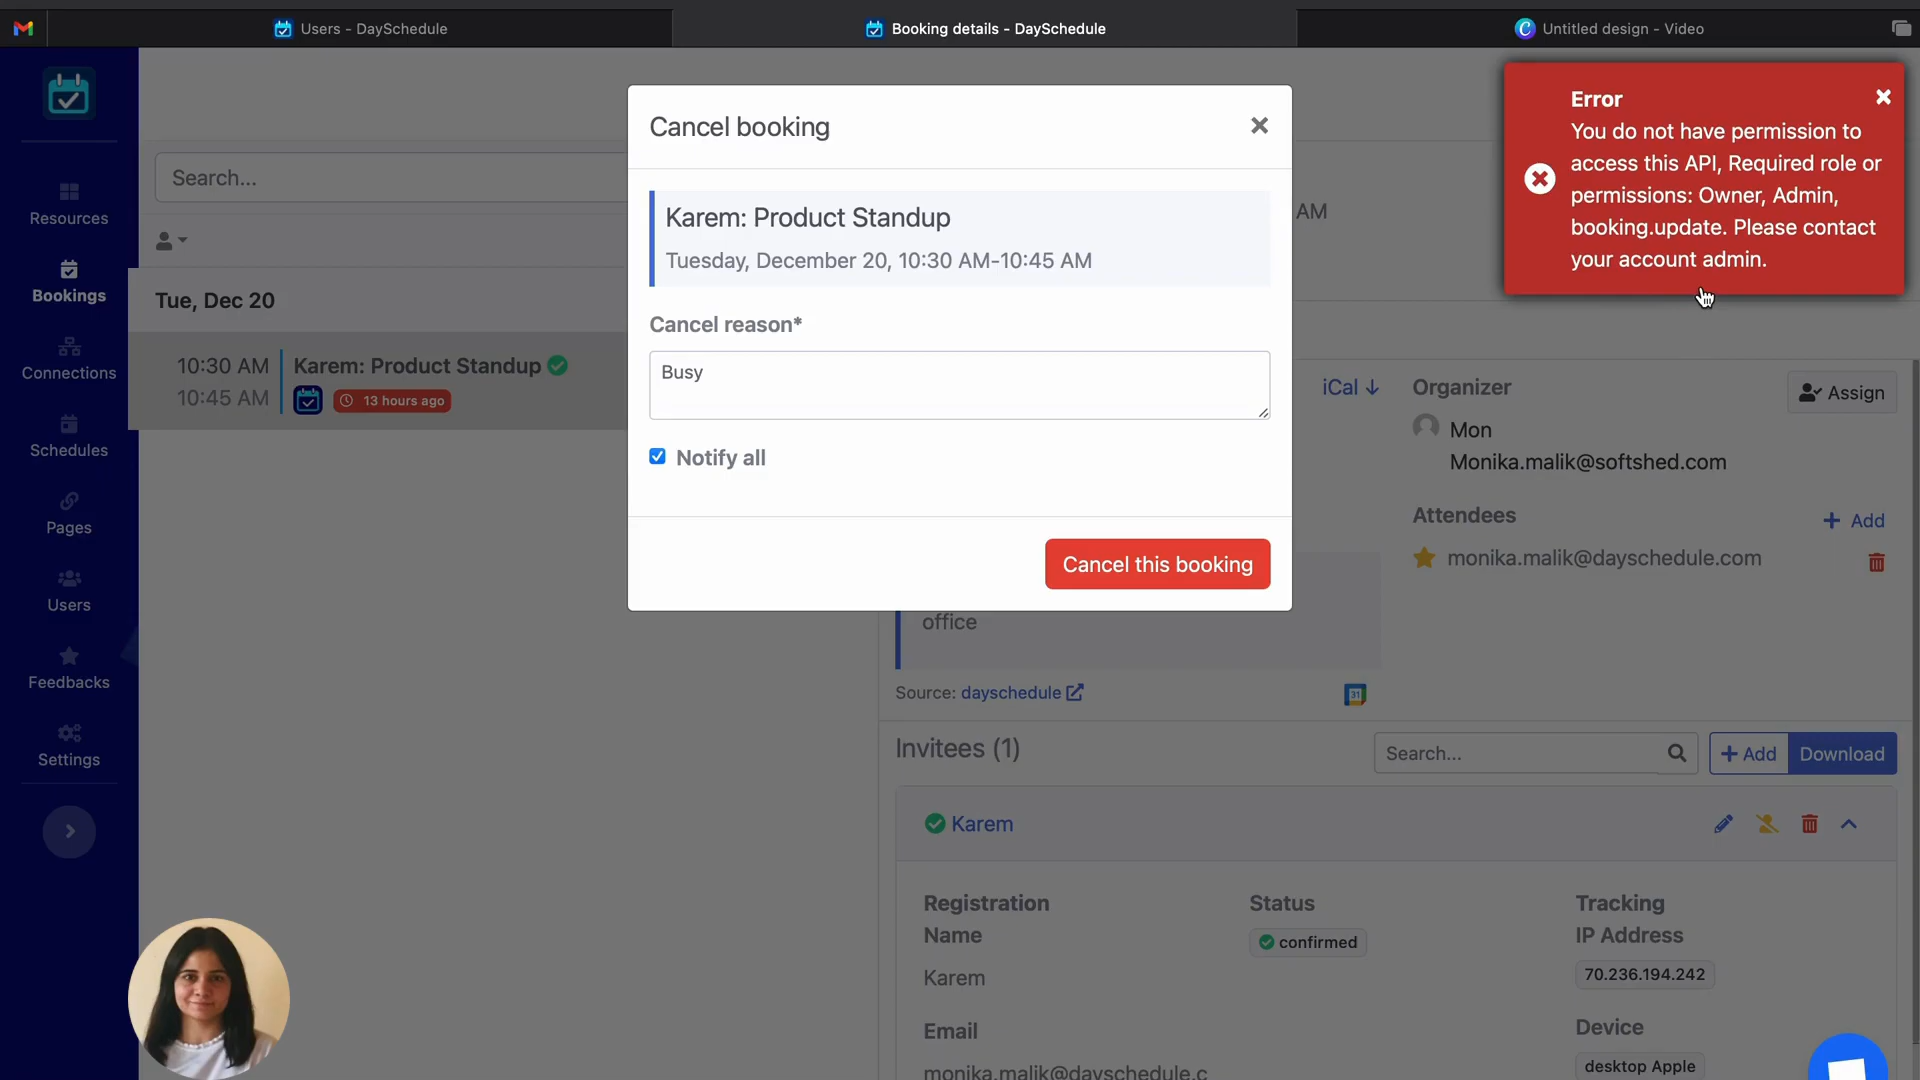 Users - DaySchedule
Booking details - DaySchedule
C Untitled design - Video
Resources
Bookings
Connections
Schedules
Pages
Users
Feedbacks
Settings
Search...
Tue, Dec 20
10:30 AM
10:45 AM
Karem: Product Standup
13 hours ago
Cancel booking
Karem: Product Standup
Tuesday, December 20, 10:30 AM-10:45 AM
Cancel reason*
Busy
Notify all
Cancel this booking
AM
Error
You do not have permission to
access this API, Required role or
permissions: Owner, Admin,
booking.update. Please contact
your account admin.
iCal
Organizer
Assign
Mon
Monika.malik@softshed.com
Attendees
+ Add
monika.malik@dayschedule.com
office
Source: dayschedule
31
Invitees (1)
Search...
+ Add
Download
Karem
Registration
Name
Karem
Email
monika.malik@dayschedule.c
Status
confirmed
Tracking
IP Address
70.236.194.242
Device
desktop Apple